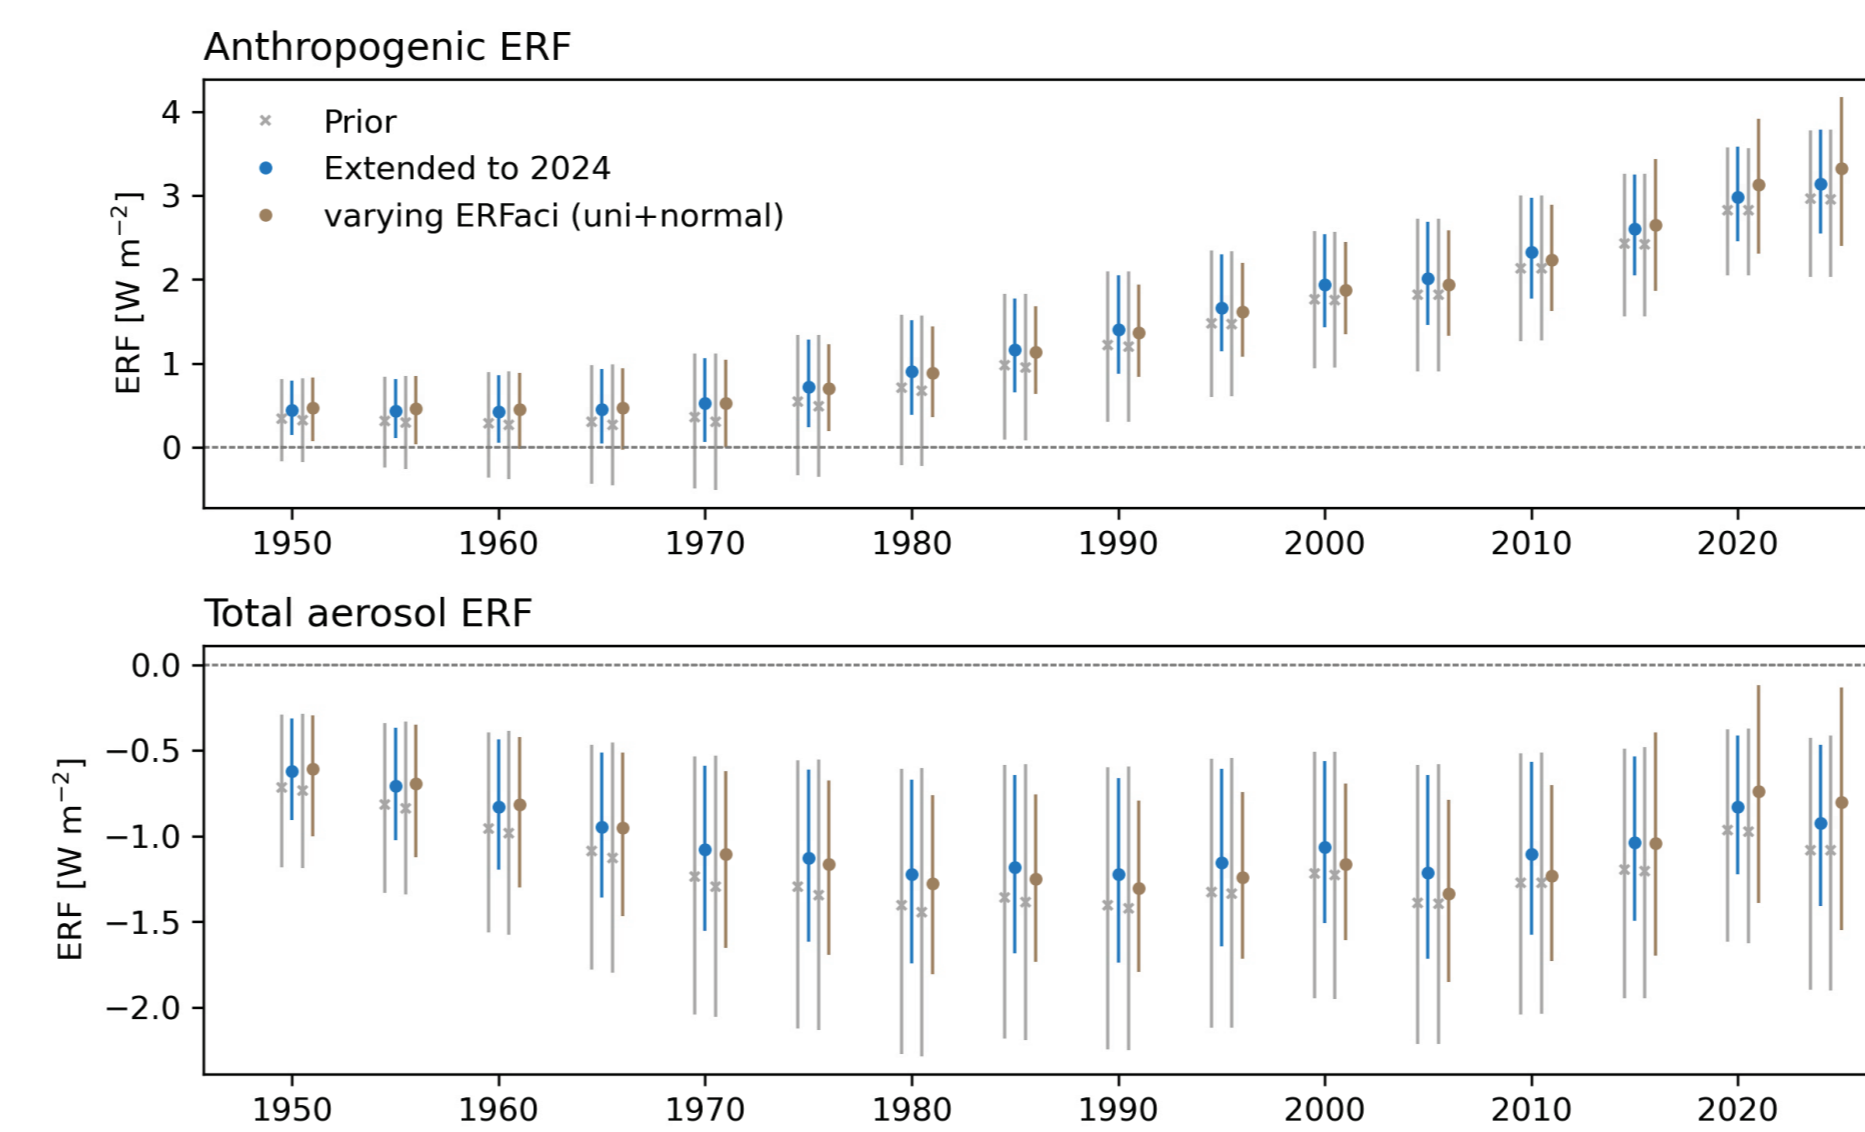 Anthropogenic ERF
ERF [W m⁻²]
4
3
2
1
0
Prior
Extended to 2024
varying ERFaci (uni+normal)
1950 1960 1970 1980 1990 2000 2010 2020
Total aerosol ERF
ERF [W m⁻²]
0.0
−0.5
−1.0
−1.5
−2.0
1950 1960 1970 1980 1990 2000 2010 2020